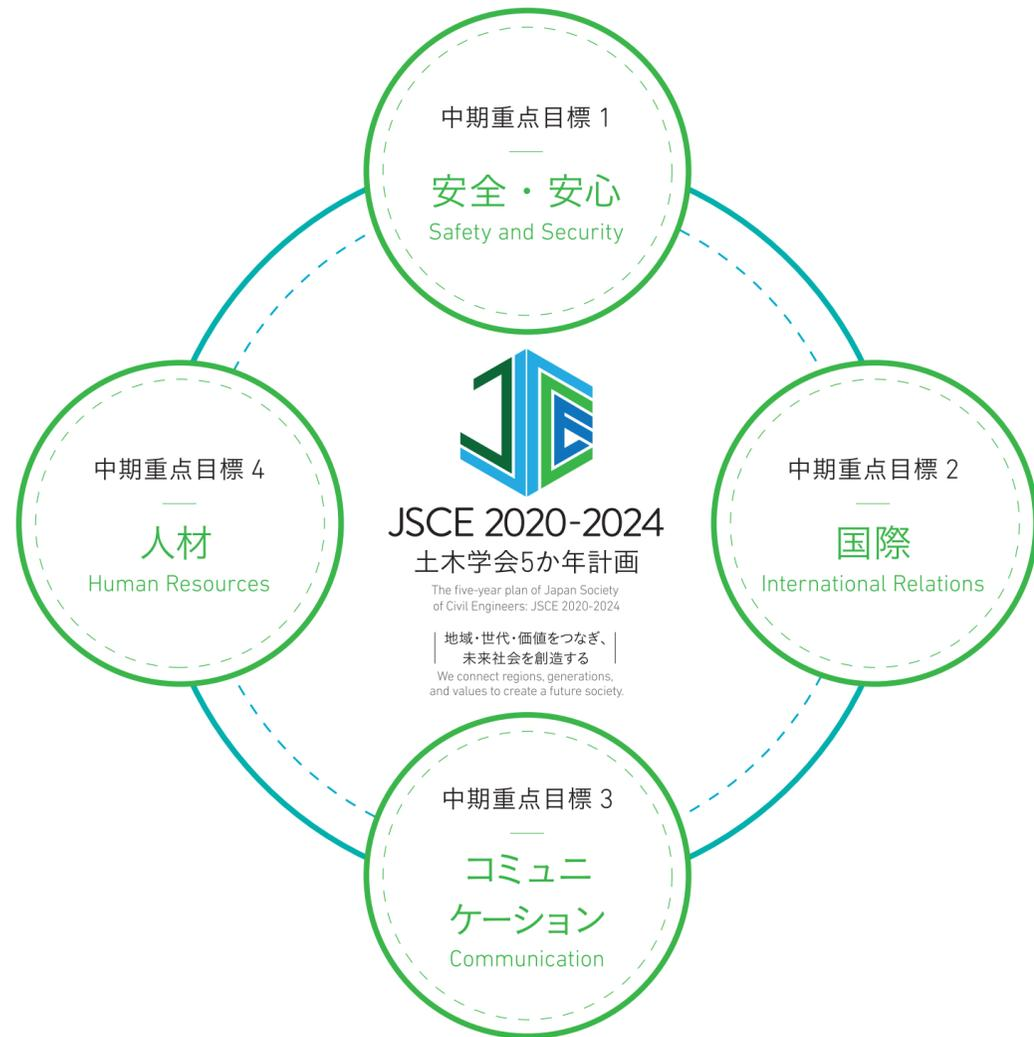 中期重点目標 1
安全・安心
Safety and Security
中期重点目標 4
人材
Human Resources
JSCE 2020-2024
土木学会5か年計画
The five-year plan of Japan Society
of Civil Engineers: JSCE 2020-2024
地域・世代・価値をつなぎ、
未来社会を創造する
We connect regions, generations,
and values to create a future society.
中期重点目標 2
国際
International Relations
中期重点目標 3
コミュニ
ケーション
Communication